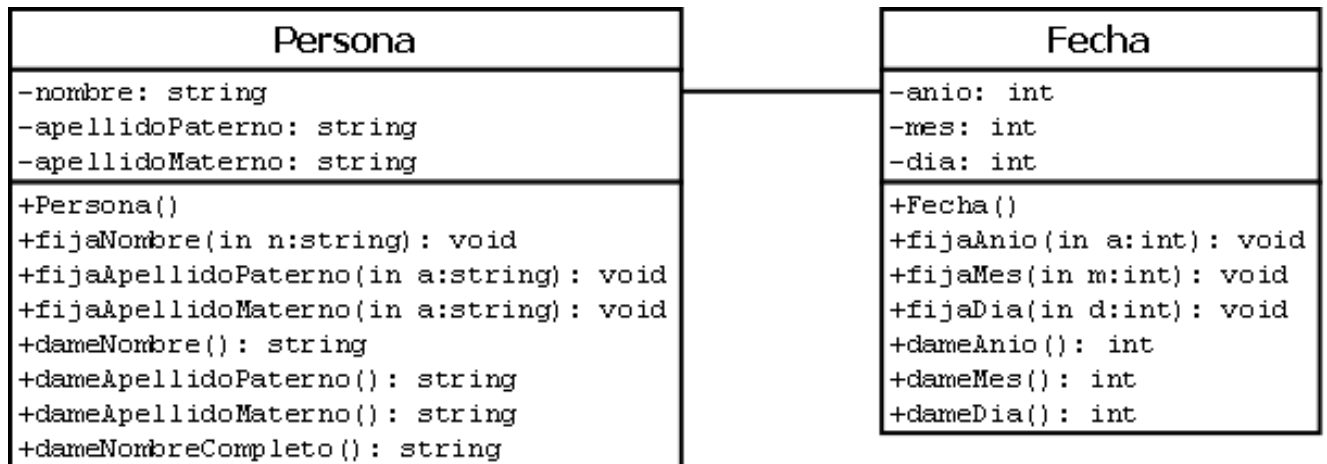 Persona
-nombre: string
-apellidoPaterno: string
-apellidoMaterno: string
+Persona()
+fijaNombre(in n:string): void
+fijaApellidoPaterno(in a:string): void
+fijaApellidoMaterno(in a:string): void
+dameNombre(): string
+dameApellidoPaterno(): string
+dameApellidoMaterno(): string
+dameNombreCompleto(): string
Fecha
-anio: int
-mes: int
-dia: int
+Fecha()
+fijaAnio(in a:int): void
+fijaMes(in m:int): void
+fijaDia(in d:int): void
+dameAnio(): int
+dameMes(): int
+dameDia(): int